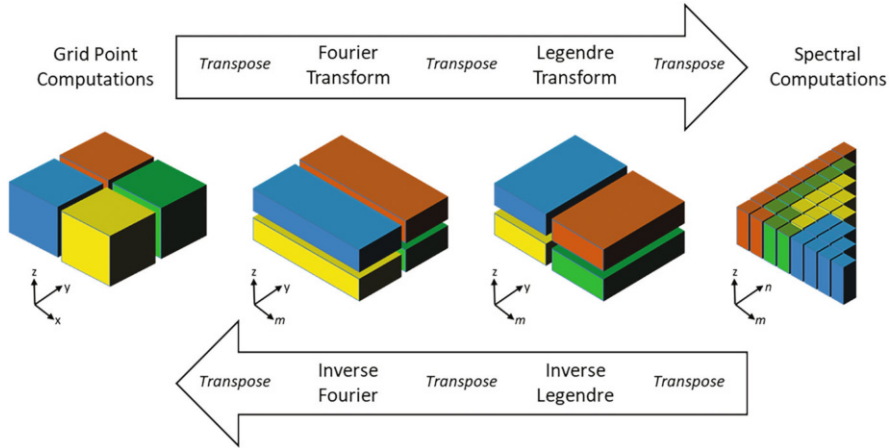 Grid Point
Computations
Transpose
Fourier
Transform
Transpose
Legendre
Transform
Transpose
Spectral
Computations
z
y
x
z
y
m
z
y
m
z
n
m
Transpose
Inverse
Fourier
Transpose
Inverse
Legendre
Transpose